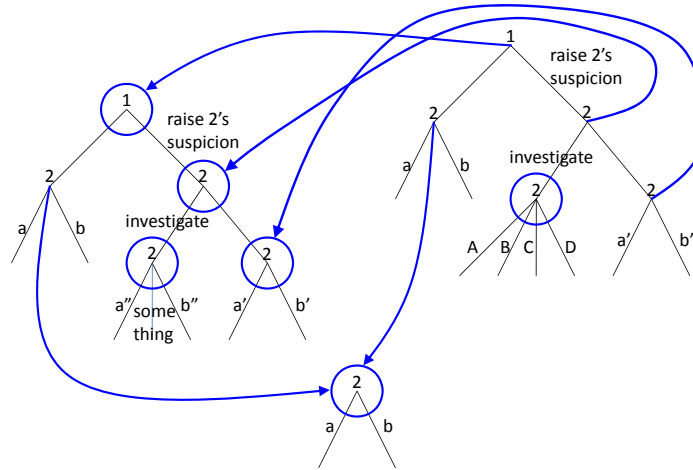 1
raise 2's
suspicion
1
raise 2's
suspicion
2
2
investigate
2
2
a
b
investigate
2
2
a
b
A
B
C
D
a'
b'
2
2
a″
some
thing
b″
a'
b'
2
a
b